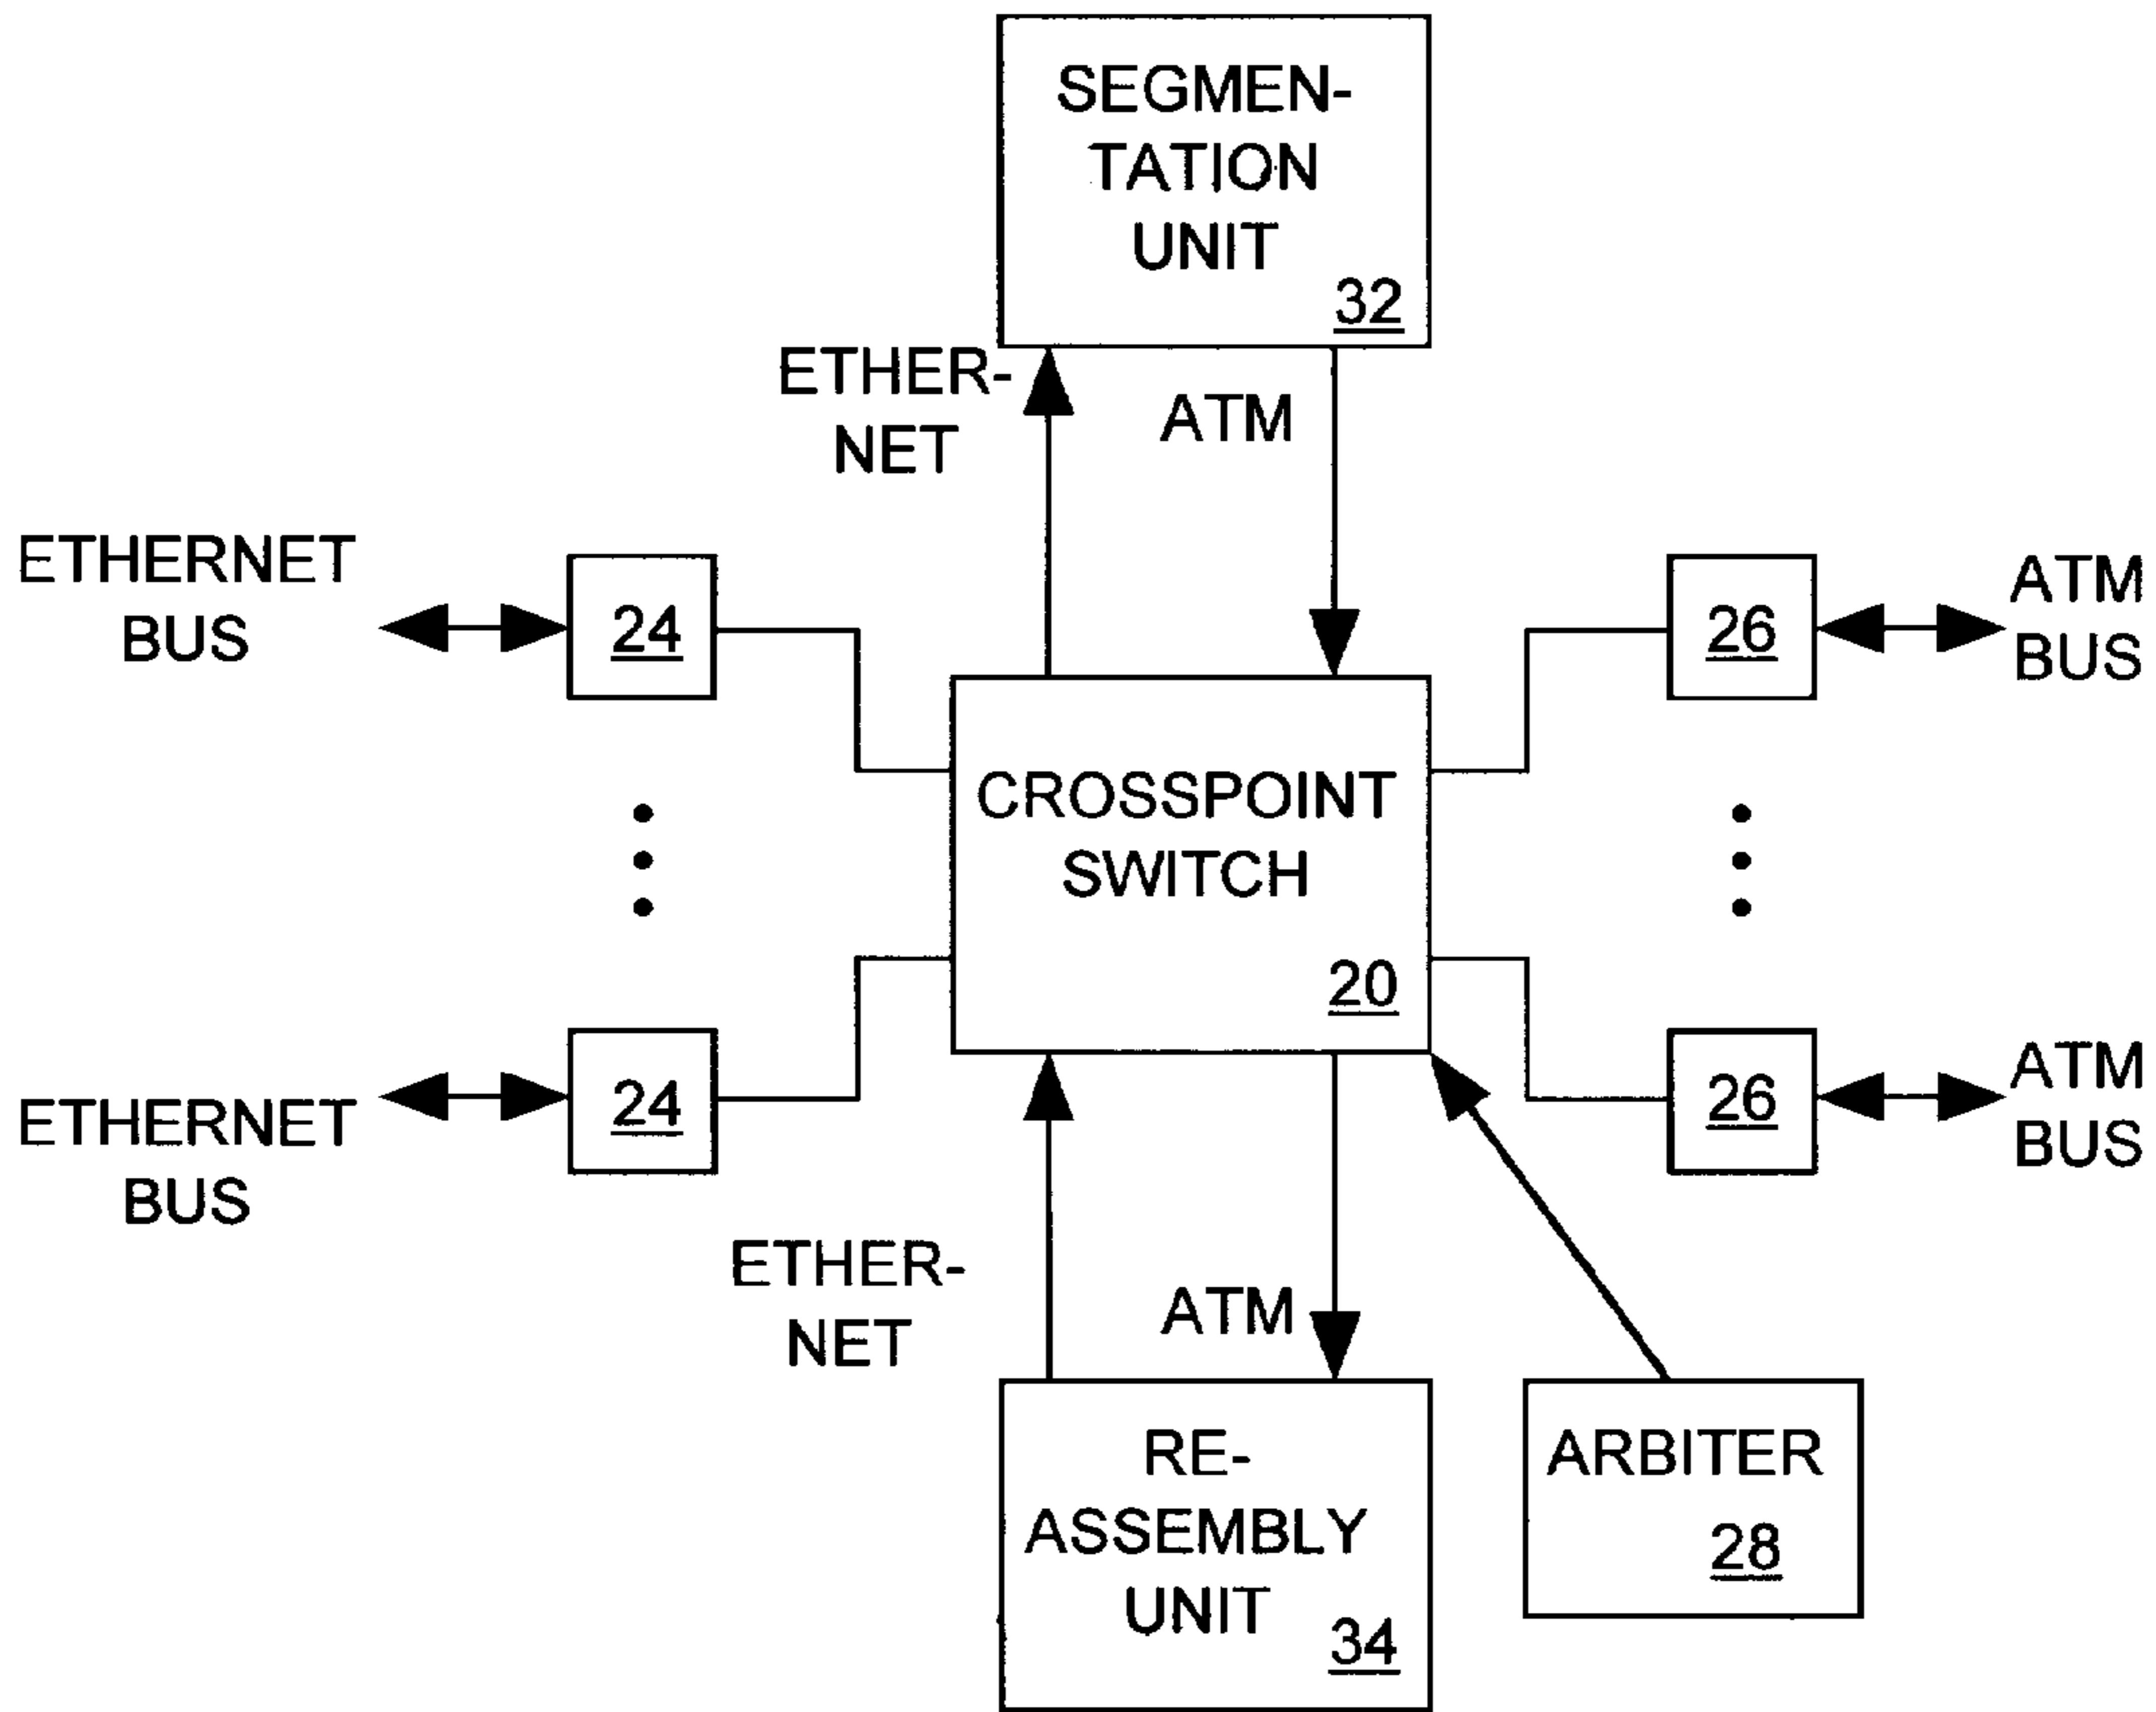 SEGMEN-
TATION
UNIT
32
ETHER-
NET
ATM
ETHERNET
BUS
24
26
ATM
BUS
CROSSPOINT
SWITCH
20
ETHERNET
BUS
24
26
ATM
BUS
ETHER-
NET
ATM
RE-
ASSEMBLY
UNIT
34
ARBITER
28